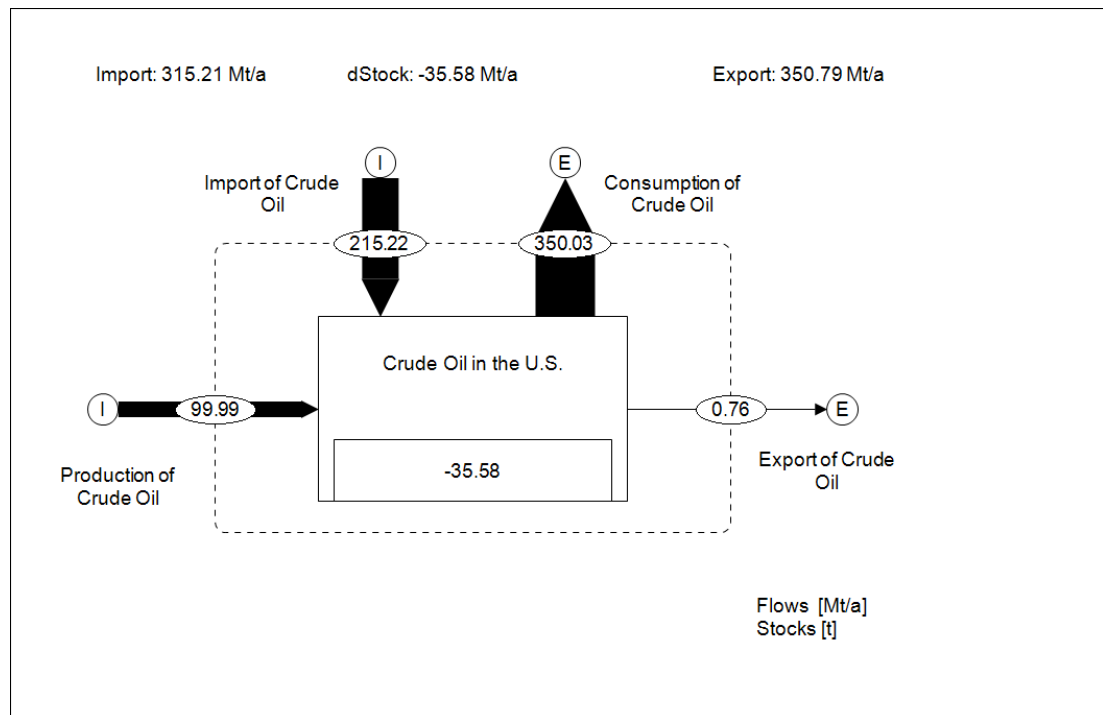 Import: 315.21 Mt/a
dStock: -35.58 Mt/a
Export: 350.79 Mt/a
I
E
Import of Crude
Oil
Consumption of
Crude Oil
215.22
350.03
Crude Oil in the U.S.
I
99.99
0.76
E
-35.58
Production of
Crude Oil
Export of Crude
Oil
Flows [Mt/a]
Stocks [t]